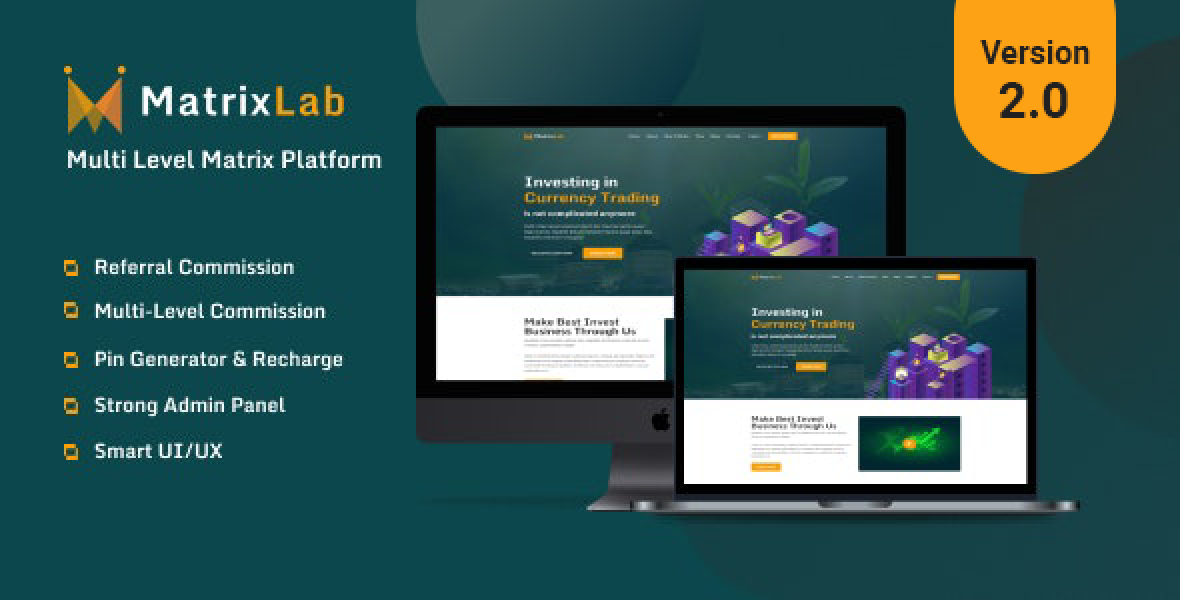 MatrixLab
Multi Level Matrix Platform
Referral Commission
Multi-Level Commission
Pin Generator & Recharge
Strong Admin Panel
Smart UI/UX
Version
2.0
MatrixLab
Investing in
Currency Trading
is not complicated anymore
Make Best Invest
Business Through Us
Investing in
Currency Trading
is not complicated anymore
Make Best Invest
Business Through Us